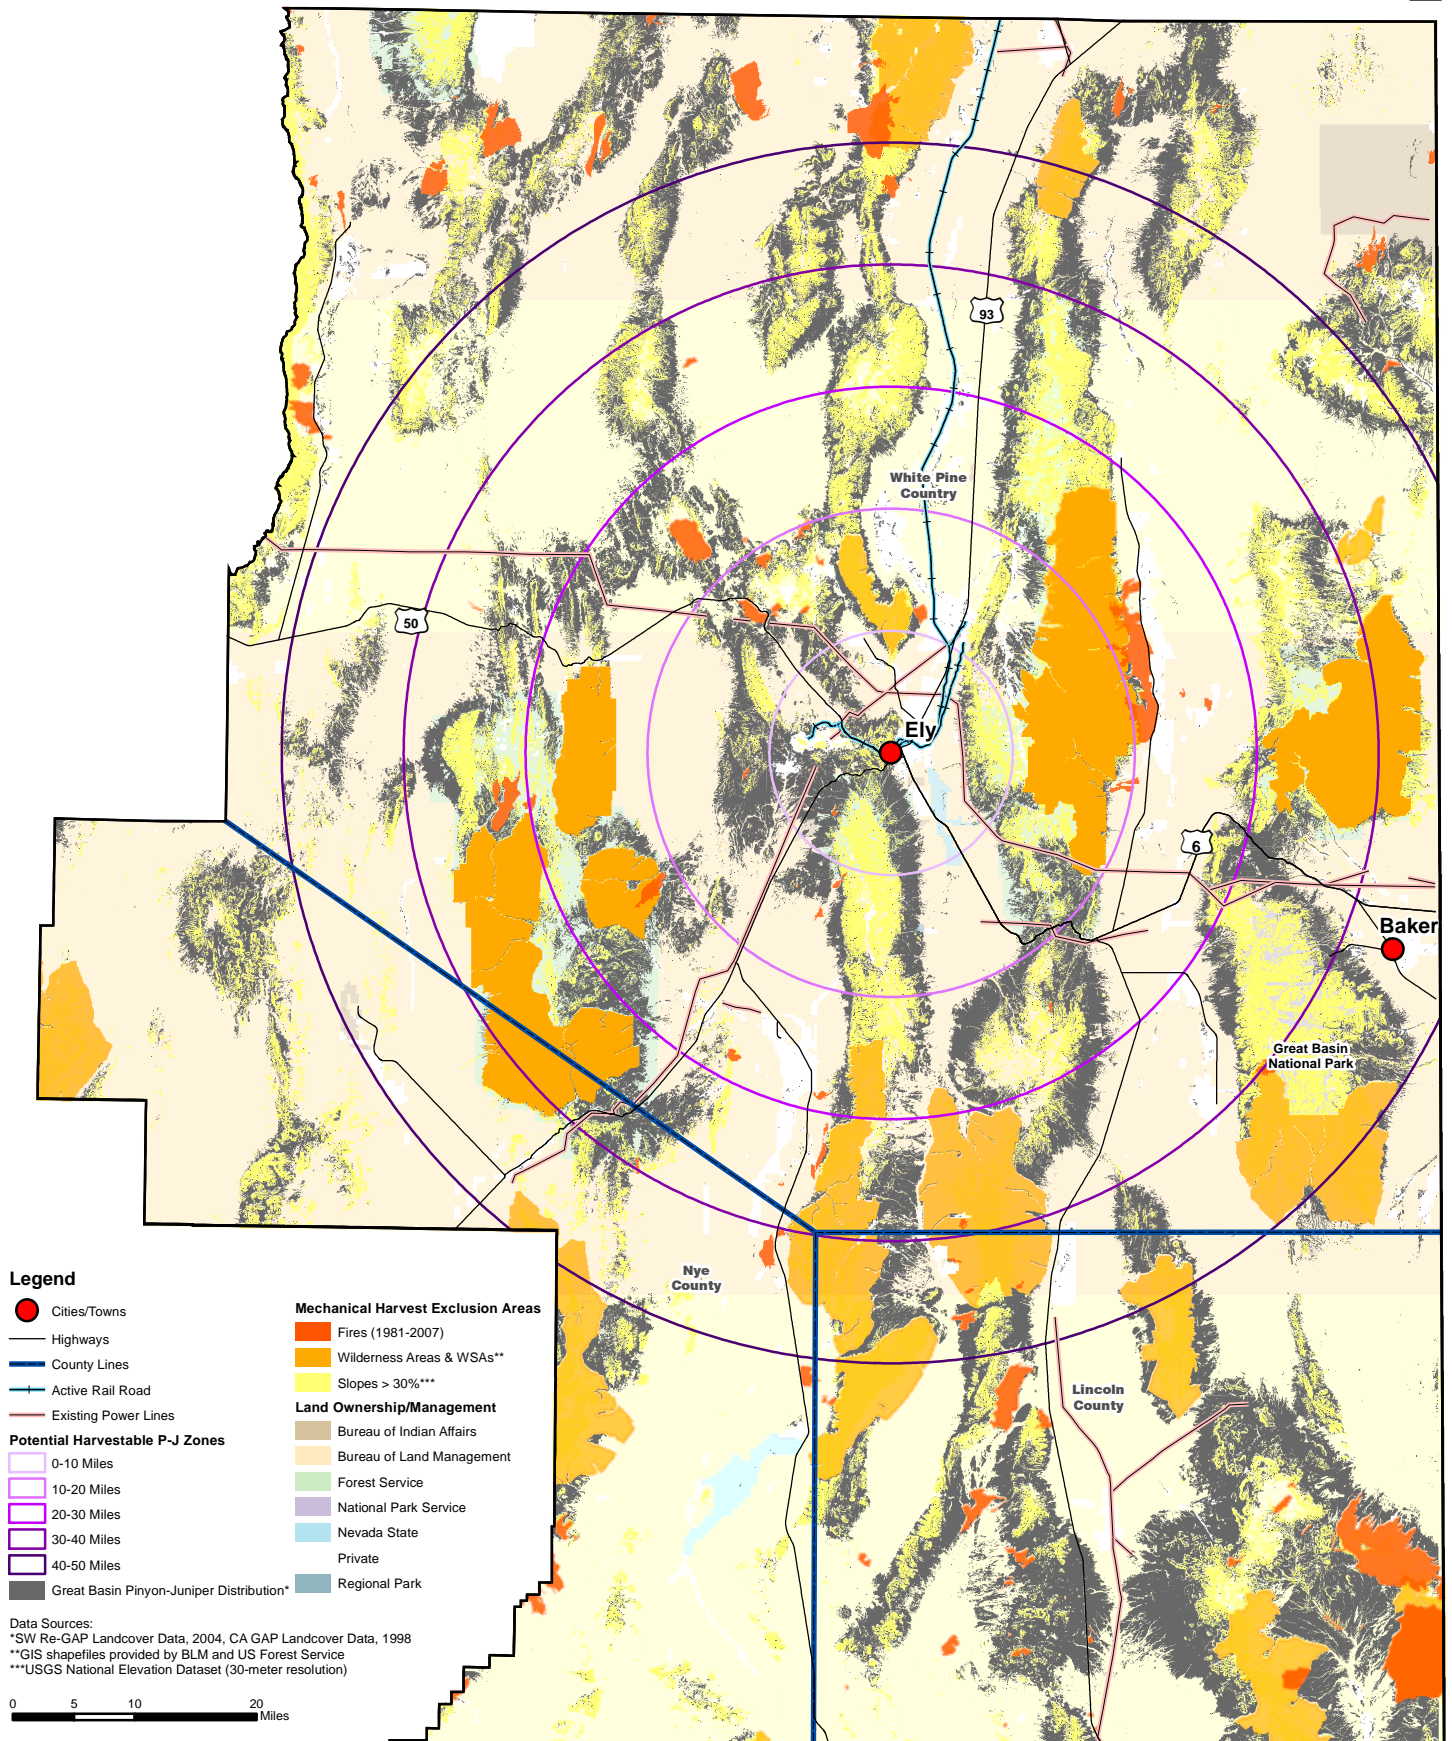 93
White Pine
Country
50
Ely
6
Baker
Great Basin
National Park
Nye
County
Lincoln
County
Legend
Cities/Towns
Highways
County Lines
Active Rail Road
Existing Power Lines
Potential Harvestable P-J Zones
0-10 Miles
10-20 Miles
20-30 Miles
30-40 Miles
40-50 Miles
Great Basin Pinyon-Juniper Distribution*
Mechanical Harvest Exclusion Areas
Fires (1981-2007)
Wilderness Areas & WSAs**
Slopes > 30%***
Land Ownership/Management
Bureau of Indian Affairs
Bureau of Land Management
Forest Service
National Park Service
Nevada State
Private
Regional Park
Data Sources:
*SW Re-GAP Landcover Data, 2004, CA GAP Landcover Data, 1998
**GIS shapefiles provided by BLM and US Forest Service
***USGS National Elevation Dataset (30-meter resolution)
0 5 10 20
Miles